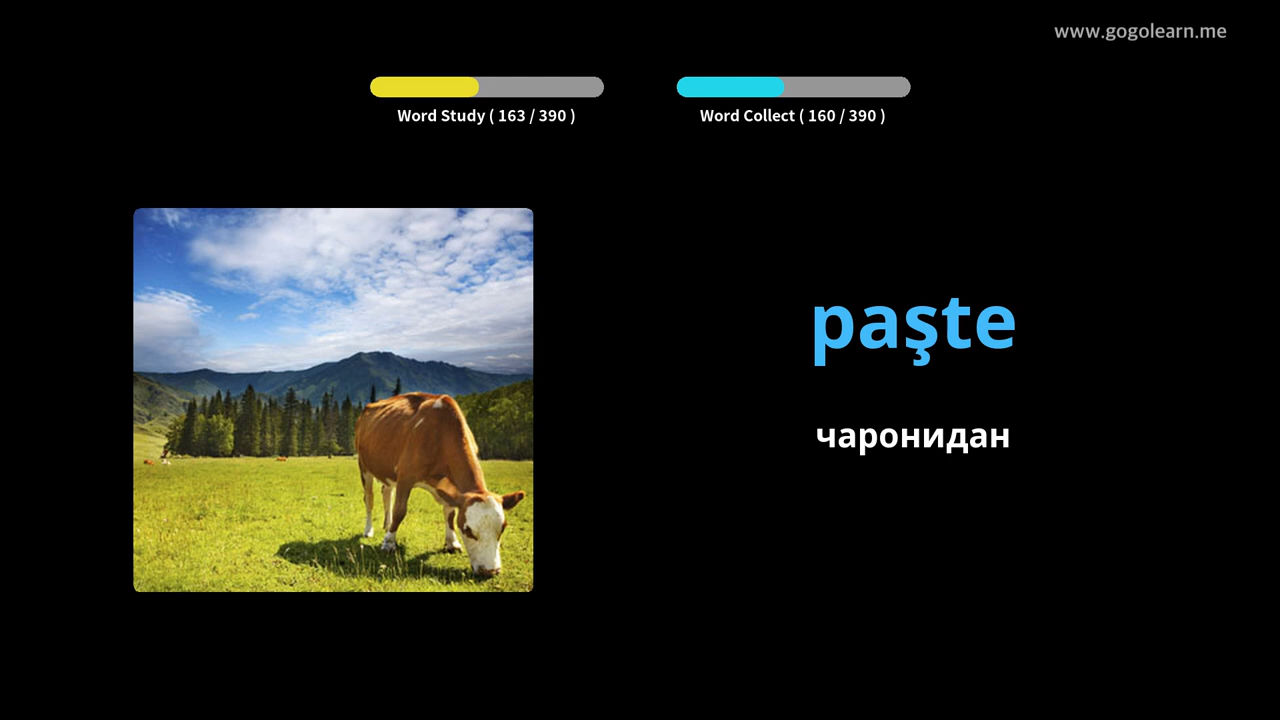 www.gogolearn.me
Word Study ( 163 / 390 )
Word Collect ( 160 / 390 )
paşte
чаронидан